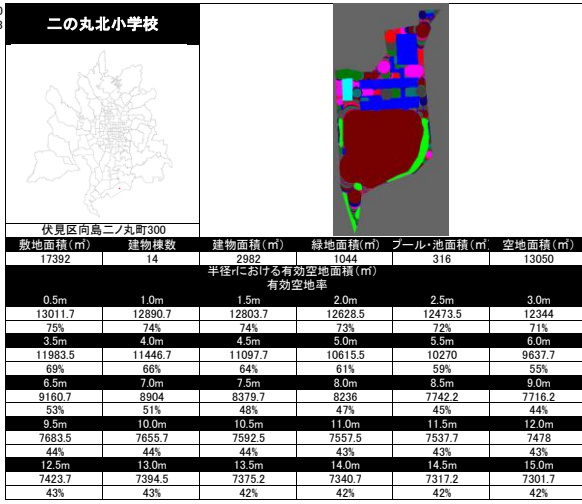 二の丸北小学校
伏見区向島二ノ丸町300
敷地面積(㎡) 建物棟数 建物面積(㎡) 緑地面積(㎡) プール・池面積(㎡ 空地面積(㎡)
17392 14 2982 1044 316 13050
半径rにおける有効空地面積(㎡)
有効空地率
0.5m 1.0m 1.5m 2.0m 2.5m 3.0m
13011.7 12890.7 12803.7 12628.5 12473.5 12344
75% 74% 74% 73% 72% 71%
3.5m 4.0m 4.5m 5.0m 5.5m 6.0m
11983.5 11446.7 11097.7 10615.5 10270 9637.7
69% 66% 64% 61% 59% 55%
6.5m 7.0m 7.5m 8.0m 8.5m 9.0m
9160.7 8904 8379.7 8236 7742.2 7716.2
53% 51% 48% 47% 45% 44%
9.5m 10.0m 10.5m 11.0m 11.5m 12.0m
7683.5 7655.7 7592.5 7557.5 7537.7 7478
44% 44% 44% 43% 43% 43%
12.5m 13.0m 13.5m 14.0m 14.5m 15.0m
7423.7 7394.5 7375.2 7340.7 7317.2 7301.7
43% 43% 42% 42% 42% 42%